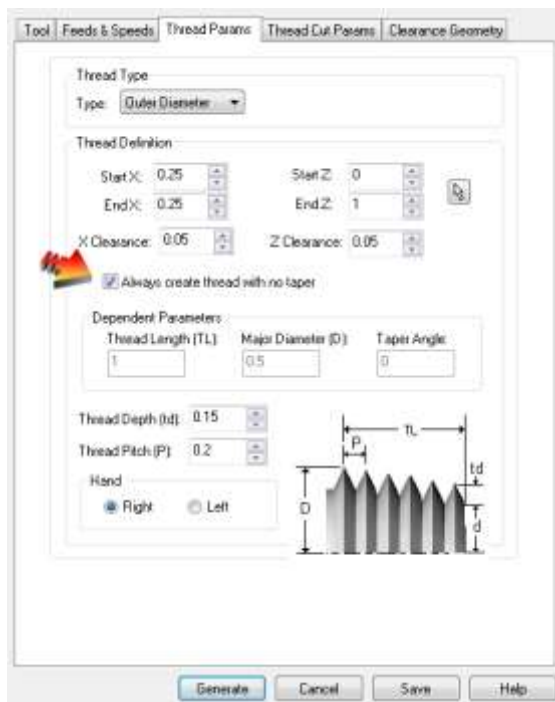 Tool Feeds & Speeds Thread Params Thread Cut Params Clearance Geometry
Thread Type
Type: Outer Diameter
Thread Definition
Start X: 0.25 Start Z: 0
End X: 0.25 End Z: 1
X Clearance: 0.05 Z Clearance: 0.05
Always create thread with no taper
Dependent Parameters
Thread Length (TL) Major Diameter (D) Taper Angle
1 0.5 0
Thread Depth (td) 0.15
Thread Pitch (P) 0.2
Hand
Right Left
TL
P
td
D
d
Generate Cancel Save Help